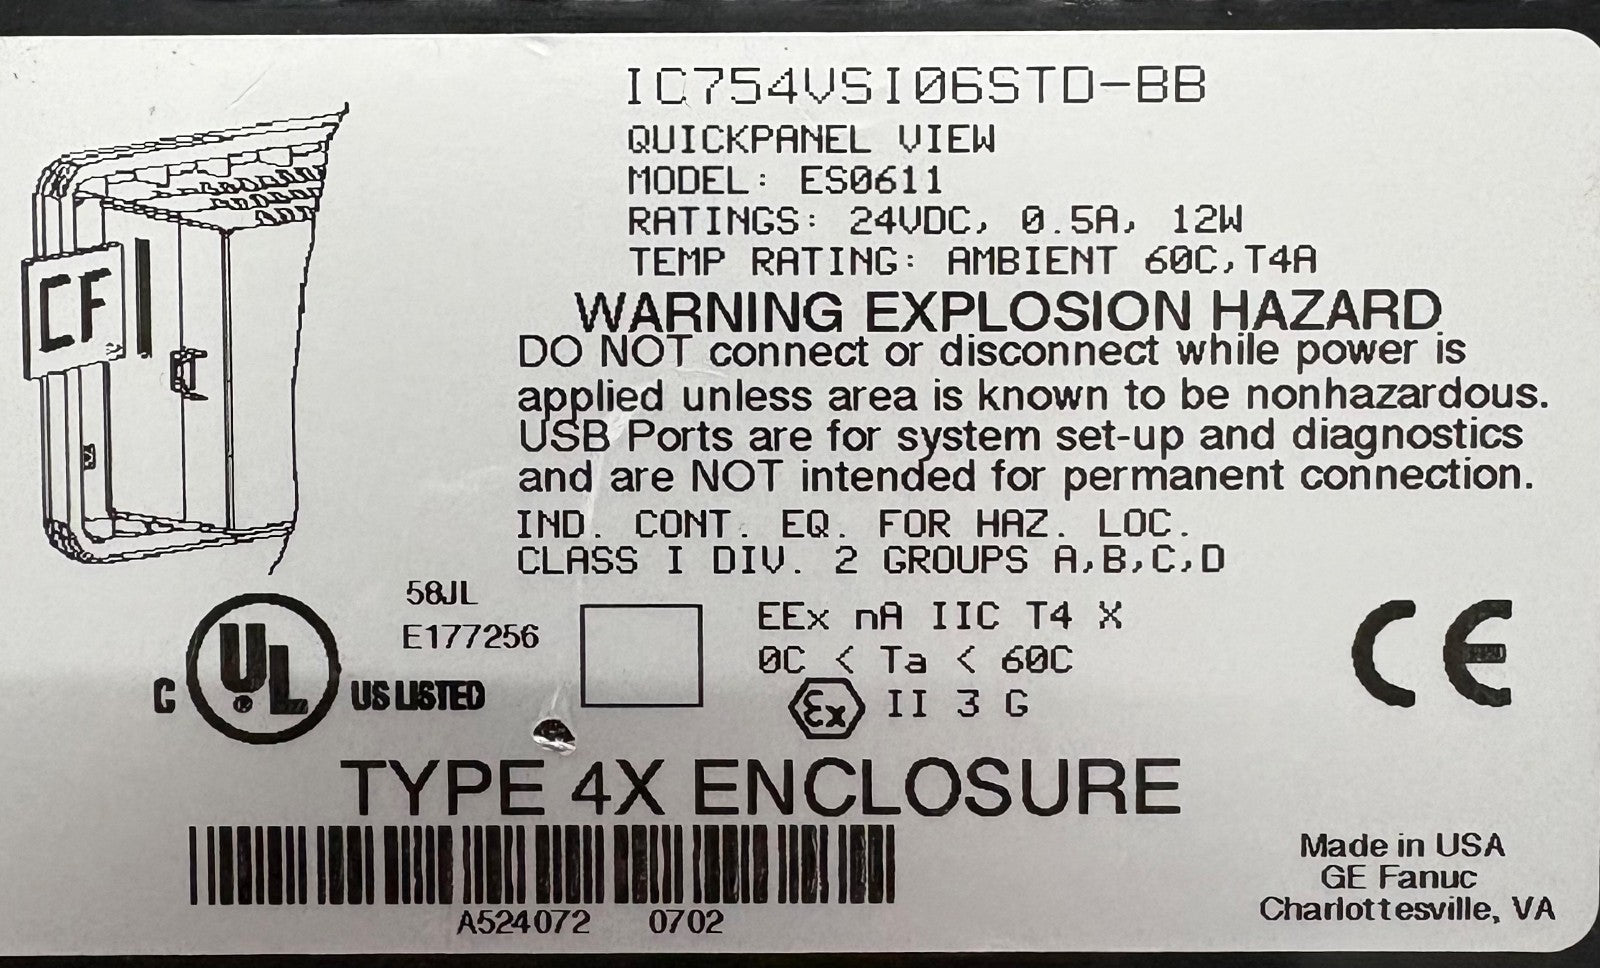 IC754VSI06STD-BB
QUICKPANEL VIEW
MODEL: ES0611
RATINGS: 24VDC, 0.5A, 12W
TEMP RATING: AMBIENT 60C,T4A
WARNING EXPLOSION HAZARD
DO NOT connect or disconnect while power is
applied unless area is known to be nonhazardous.
USB Ports are for system set-up and diagnostics
and are NOT intended for permanent connection.
IND. CONT. EQ. FOR HAZ. LOC.
CLASS I DIV. 2 GROUPS A,B,C,D
CF
58JL
E177256
C UL ® US LISTED
EEx nA IIC T4 X
0C < Ta < 60C
Ex II 3 G
CE
TYPE 4X ENCLOSURE
A524072 0702
Made in USA
GE Fanuc
Charlottesville, VA